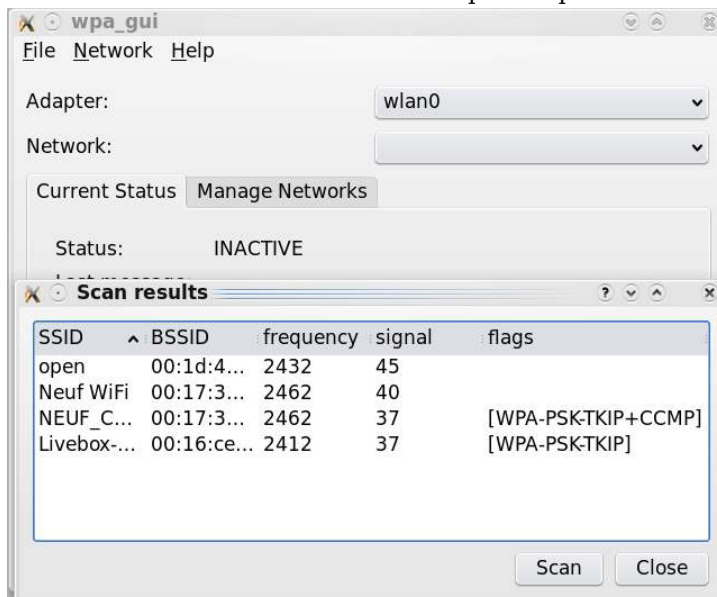 wpa_gui
File Network Help
Adapter: wlan0
Network:
Current Status Manage Networks
Status: INACTIVE
Last message:
Scan results
SSID BSSID frequency signal flags
open 00:1d:4... 2432 45
Neuf WiFi 00:17:3... 2462 40
NEUF_C... 00:17:3... 2462 37 [WPA-PSK-TKIP+CCMP]
Livebox-... 00:16:ce... 2412 37 [WPA-PSK-TKIP]
Scan Close